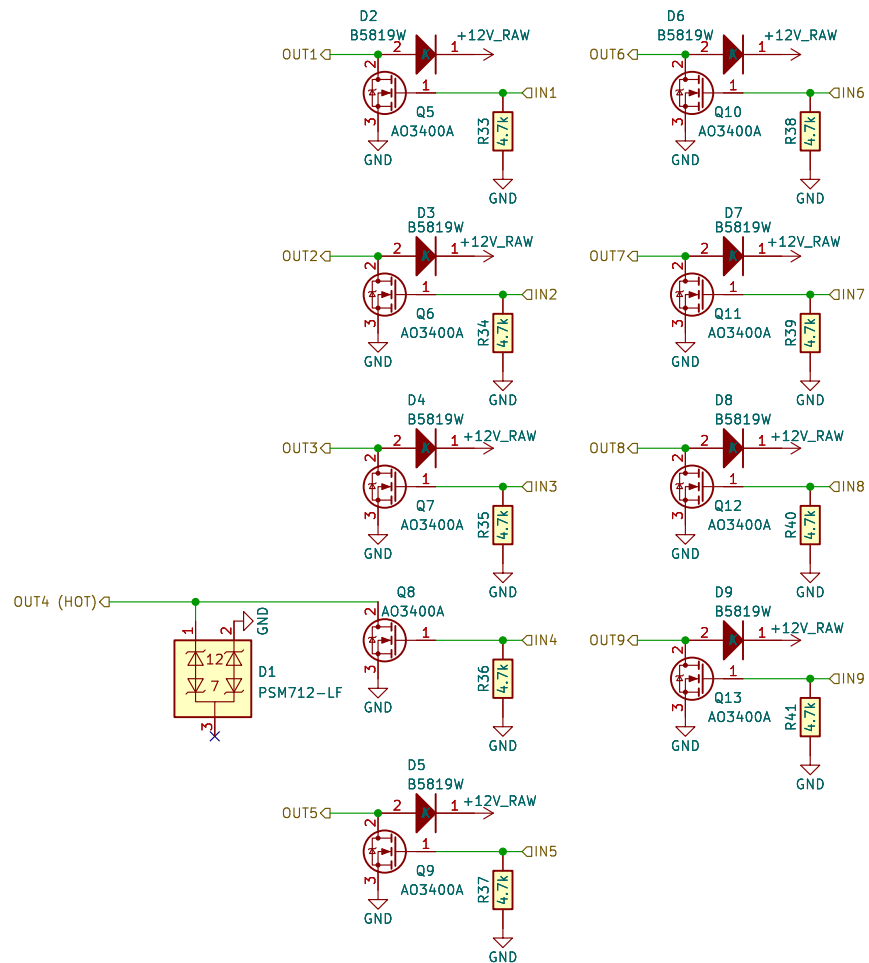 D2
B5819W
+12V_RAW
OUT1
2
1
2
1
IN1
Q5
AO3400A
3
R33
4.7k
GND
GND
D6
B5819W
+12V_RAW
OUT6
2
1
2
1
IN6
Q10
AO3400A
3
R38
4.7k
GND
GND
D3
B5819W
+12V_RAW
OUT2
2
1
2
1
IN2
Q6
AO3400A
3
R34
4.7k
GND
GND
D7
B5819W
+12V_RAW
OUT7
2
1
2
1
IN7
Q11
AO3400A
3
R39
4.7k
GND
GND
D4
B5819W
+12V_RAW
OUT3
2
1
2
1
IN3
Q7
AO3400A
3
R35
4.7k
GND
GND
D8
B5819W
+12V_RAW
OUT8
2
1
2
1
IN8
Q12
AO3400A
3
R40
4.7k
GND
GND
OUT4 (HOT)
Q8
AO3400A
2
1
IN4
3
R36
4.7k
GND
GND
1
2
GND
12
7
D1
PSM712-LF
3
D9
B5819W
+12V_RAW
OUT9
2
1
2
1
IN9
Q13
AO3400A
3
R41
4.7k
GND
GND
D5
B5819W
+12V_RAW
OUT5
2
1
2
1
IN5
Q9
AO3400A
3
R37
4.7k
GND
GND